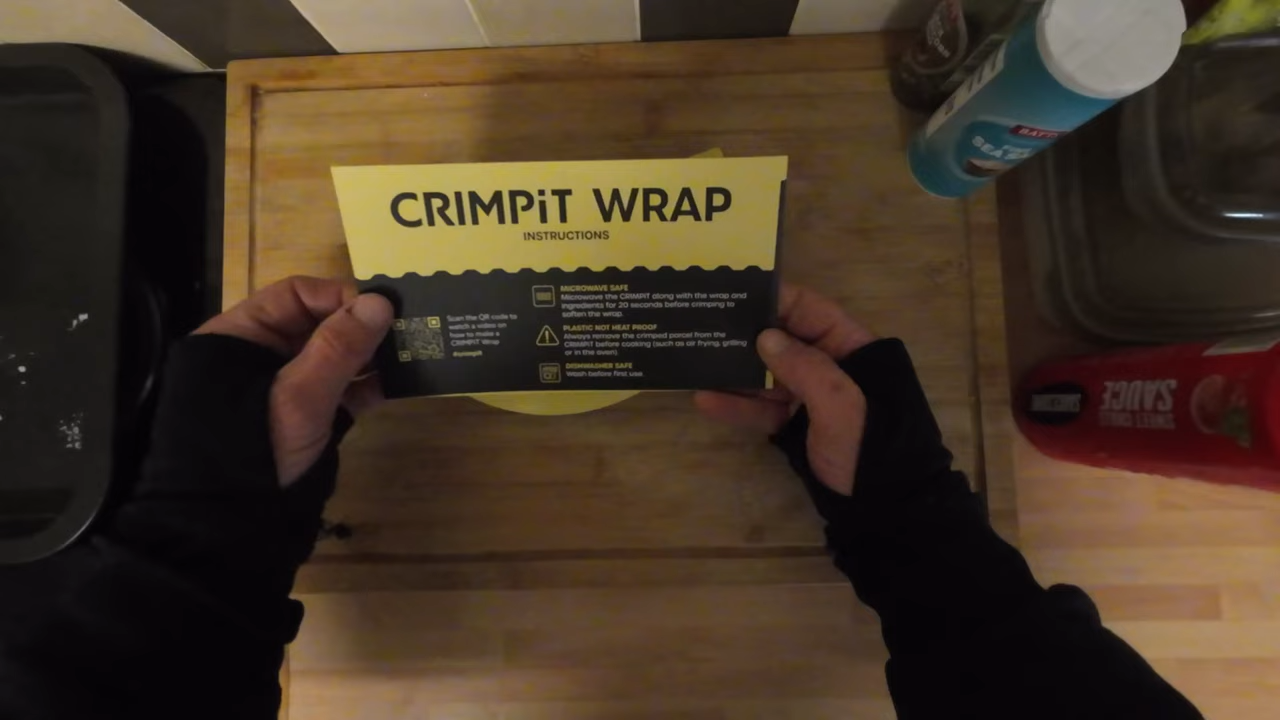 CRIMPiT WRAP
INSTRUCTIONS
Scan the QR code to
watch a video on
how to make a
CRIMPiT Wrap
MICROWAVE SAFE
Microwave the CRIMPiT along with the wrap and
ingredients for 20 seconds before crimping to
soften the wrap.
PLASTIC NOT HEAT PROOF
Always remove the crimped parcel from the
CRIMPiT before cooking (such as air frying, grilling
or in the oven).
DISHWASHER SAFE
Wash before first use.
SEA
SWEET CHILLI
SAUCE